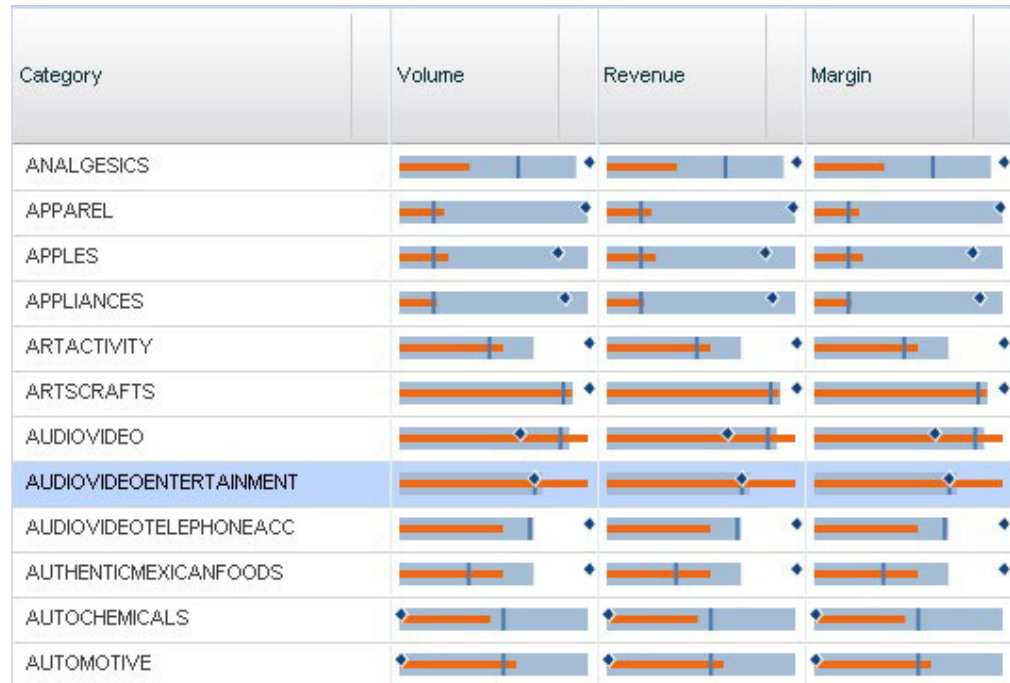 Category Volume Revenue Margin
ANALGESICS
APPAREL
APPLES
APPLIANCES
ARTACTIVITY
ARTSCRAFTS
AUDIOVIDEO
AUDIOVIDEOENTERTAINMENT
AUDIOVIDEOTELEPHONEACC
AUTHENTICMEXICANFOODS
AUTOCHEMICALS
AUTOMOTIVE